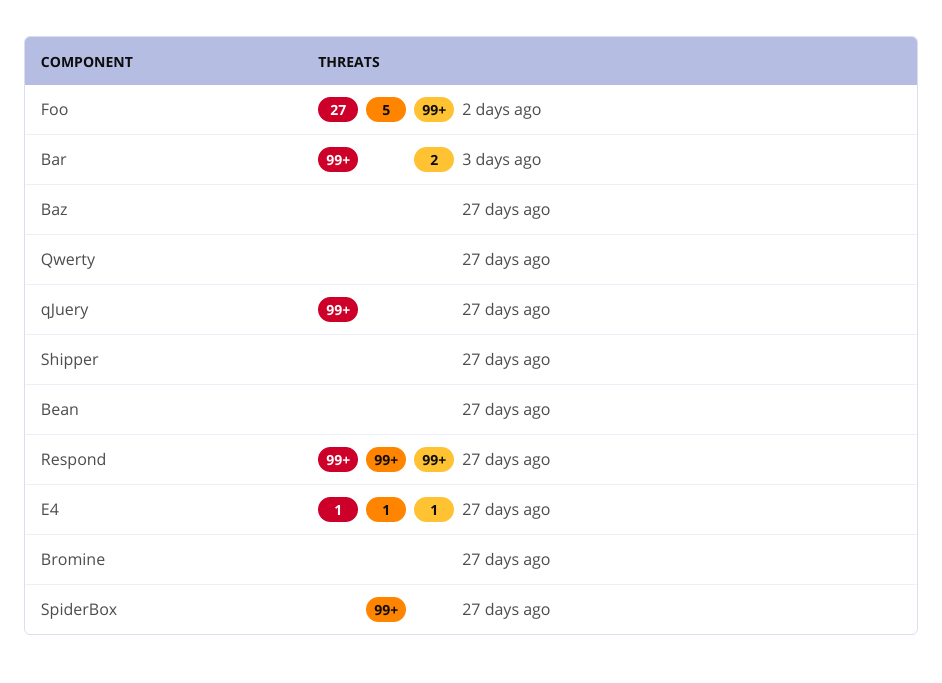 COMPONENT THREATS
Foo 27 5 99+ 2 days ago
Bar 99+ 2 3 days ago
Baz 27 days ago
Qwerty 27 days ago
qJuery 99+ 27 days ago
Shipper 27 days ago
Bean 27 days ago
Respond 99+ 99+ 99+ 27 days ago
E4 1 1 1 27 days ago
Bromine 27 days ago
SpiderBox 99+ 27 days ago